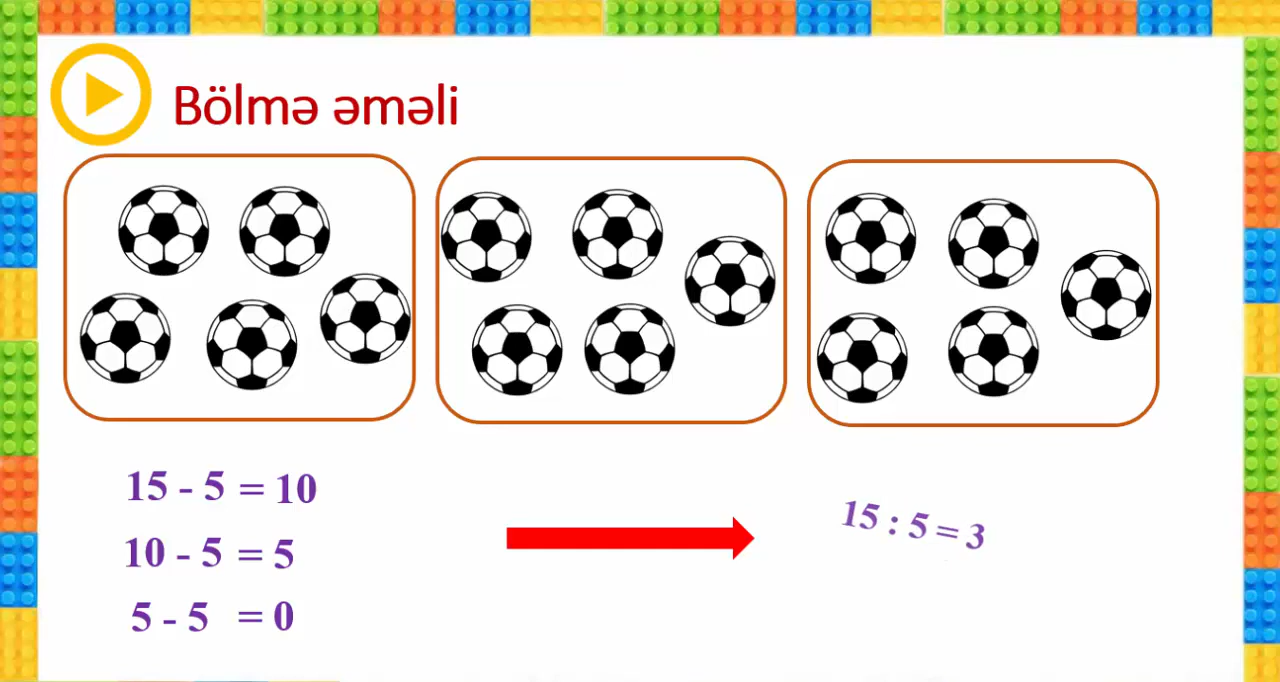 Bölmə əməli
15 - 5 = 10
10 - 5 = 5
5 - 5 = 0
15 : 5 = 3